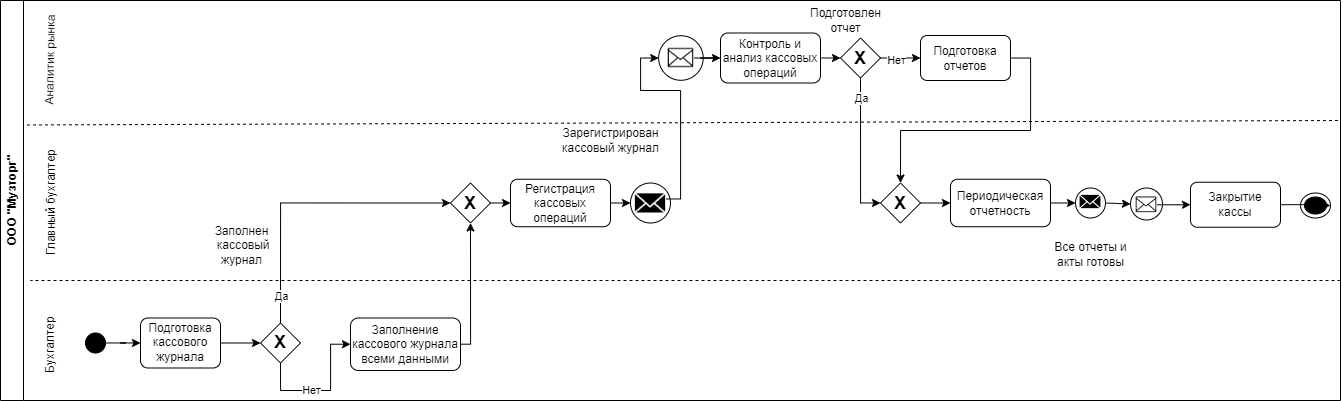 ООО "Музторг"
Аналитик рынка
Подготовлен
отчет
Контроль и
анализ кассовых
операций
X
Нет
Подготовка
отчетов
Да
Главный бухгалтер
Зарегистрирован
кассовый журнал
Заполнен
кассовый
журнал
X
Регистрация
кассовых
операций
X
Периодическая
отчетность
Закрытие
кассы
Все отчеты и
акты готовы
Бухгалтер
Да
Подготовка
кассового
журнала
X
Заполнение
кассового журнала
всеми данными
Нет